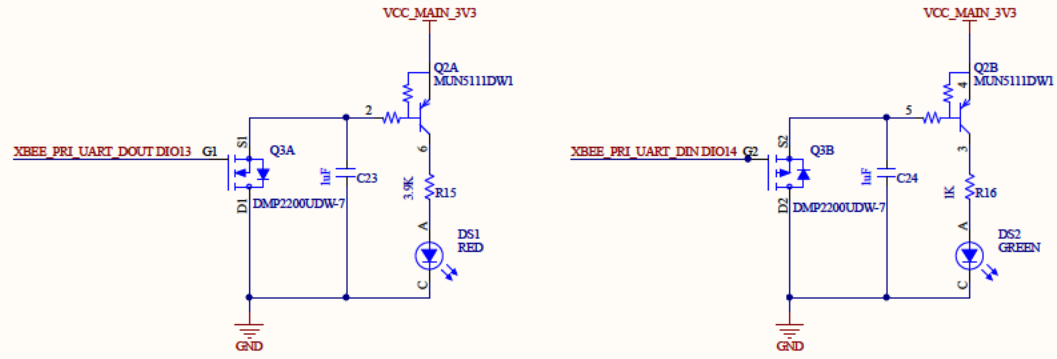 VCC_MAIN_3V3
Q2A
MUN5111DW1
2
XBEE_PRI_UART_DOUT DIO13
G1
S1
Q3A
D1
DMP2200UDW-7
1uF
C23
6
3.9K
R15
A
DS1
RED
C
GND
VCC_MAIN_3V3
Q2B
MUN5111DW1
4
5
XBEE_PRI_UART_DIN DIO14
G2
S2
Q3B
D2
DMP2200UDW-7
1uF
C24
3
1K
R16
A
DS2
GREEN
C
GND